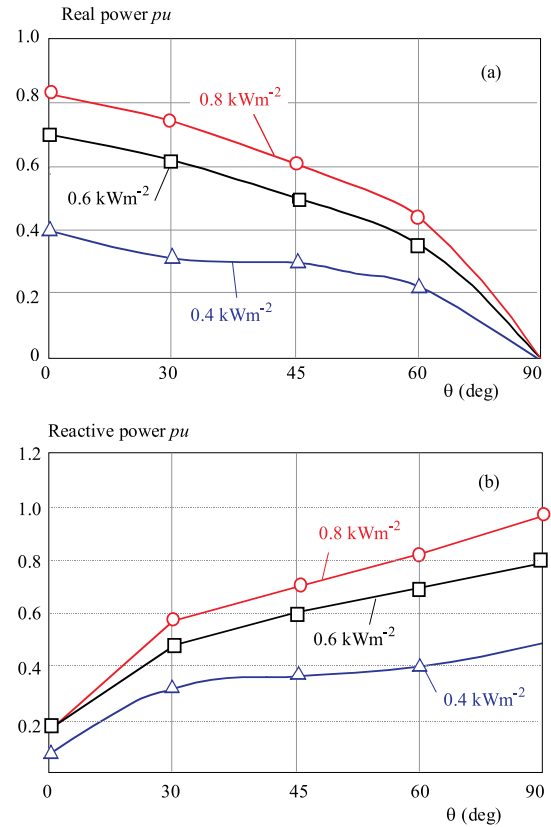 Real power pu
1.0
(a)
0.8
0.8 kWm⁻²
0.6
0.6 kWm⁻²
0.4
0.4 kWm⁻²
0.2
0
0 30 45 60 90
θ (deg)
Reactive power pu
1.2
(b)
1.0
0.8 kWm⁻²
0.8
0.6
0.6 kWm⁻²
0.4
0.4 kWm⁻²
0.2
0 30 45 60 90
θ (deg)